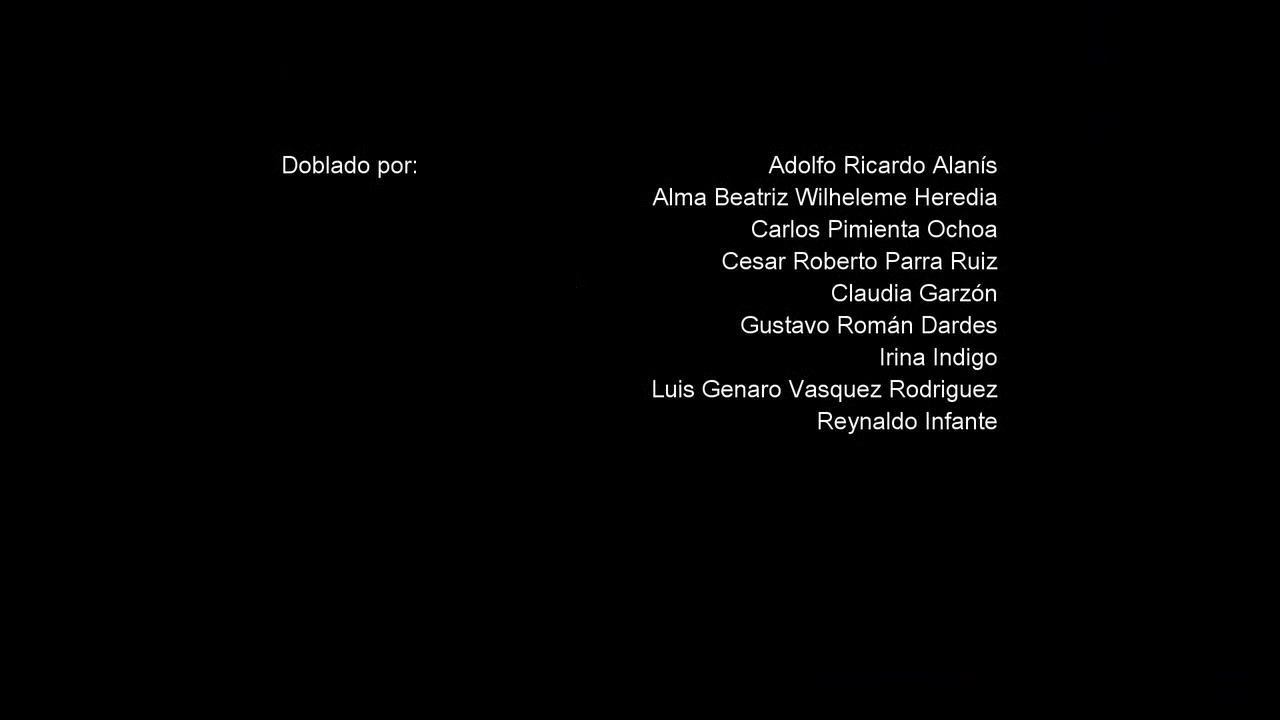 Doblado por: Adolfo Ricardo Alanís
Alma Beatriz Wilheleme Heredia
Carlos Pimienta Ochoa
Cesar Roberto Parra Ruiz
Claudia Garzón
Gustavo Román Dardes
Irina Indigo
Luis Genaro Vasquez Rodriguez
Reynaldo Infante